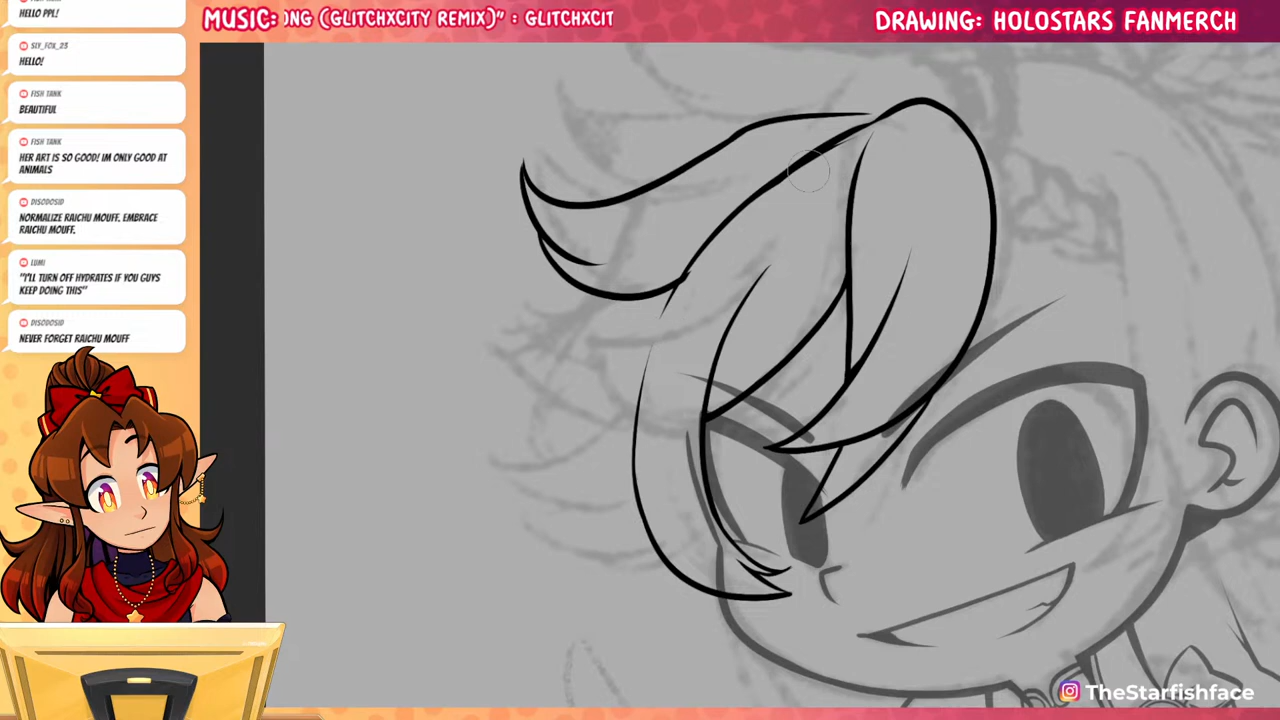 MUSIC: ONG (GLITCHXCITY REMIX)" : GLITCHXCIT
DRAWING: HOLOSTARS FANMERCH
HELLO PPL!
SLY_FOX_23
HELLO!
FISH TANK
BEAUTIFUL
FISH TANK
HER ART IS SO GOOD! IM ONLY GOOD AT
ANIMALS
DISODOSID
NORMALIZE RAICHU MOUFF. EMBRACE
RAICHU MOUFF.
LUMI
"I'LL TURN OFF HYDRATES IF YOU GUYS
KEEP DOING THIS"
DISODOSID
NEVER FORGET RAICHU MOUFF
TheStarfishface